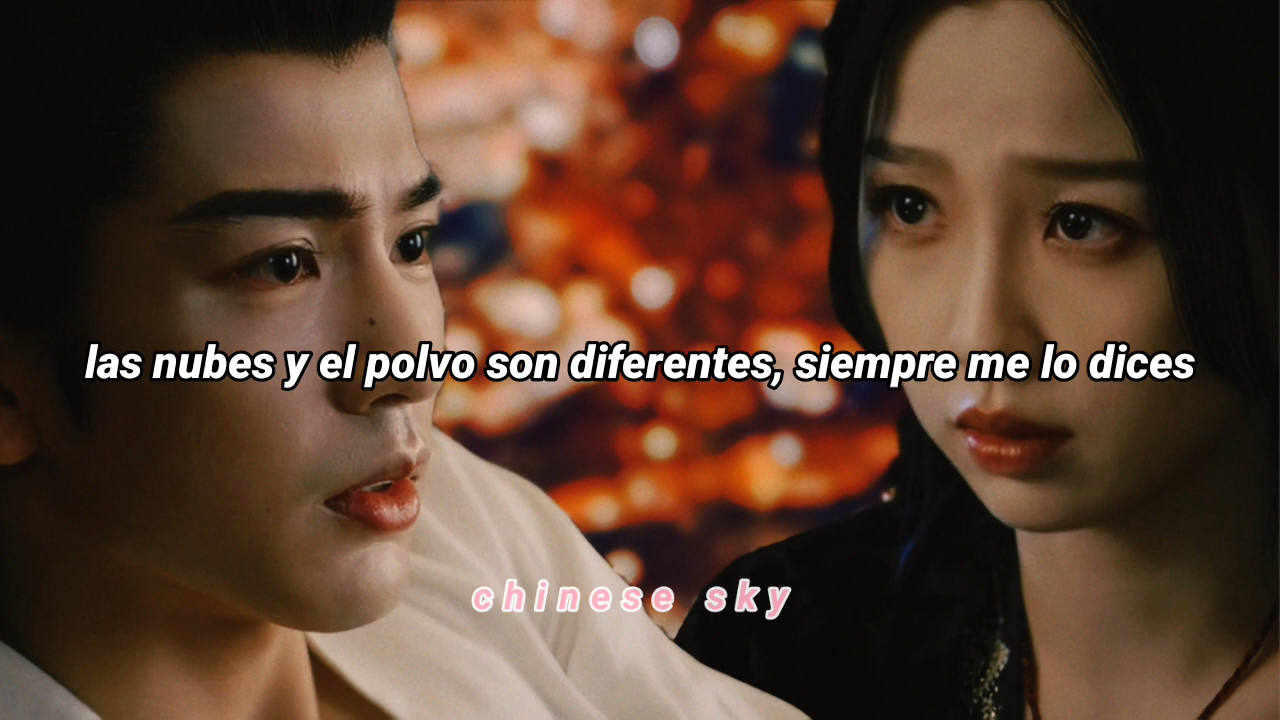 las nubes y el polvo son diferentes, siempre me lo dices
chinese sky